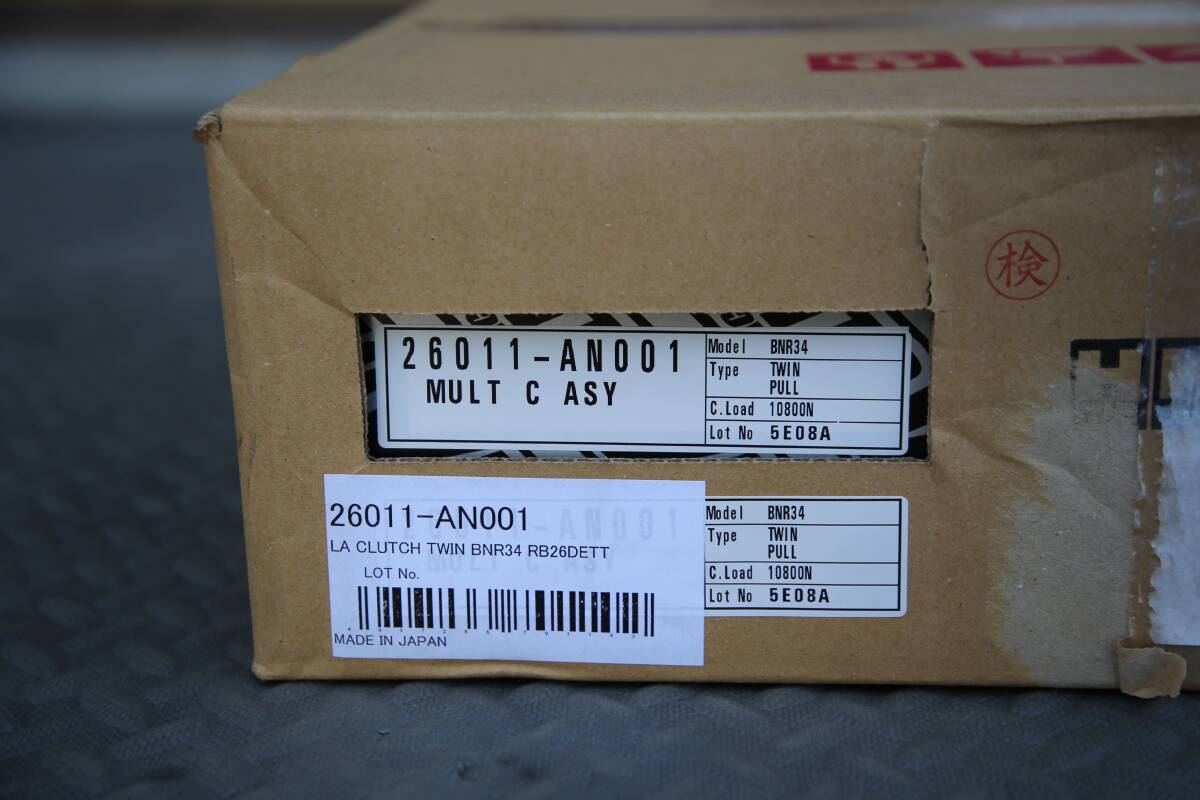 検
26011-AN001
MULT C ASY
Model BNR34
Type TWIN
PULL
C.Load 10800N
Lot No 5E08A
26011-AN001
LA CLUTCH TWIN BNR34 RB26DETT
LOT No.
MADE IN JAPAN
Model BNR34
Type TWIN
PULL
C.Load 10800N
Lot No 5E08A